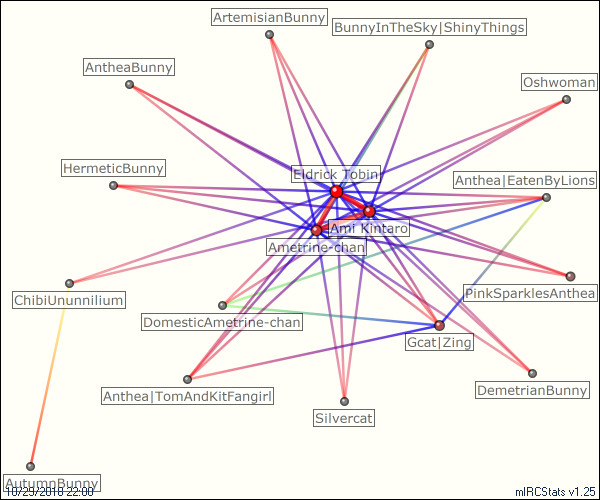 ArtemisianBunny
BunnyInTheSky|ShinyThings
AntheaBunny
Oshwoman
HermeticBunny
Eldrick Tobin
Anthea|EatenByLions
Ami Kintaro
Ametrine-chan
ChibiUnunnilium
PinkSparklesAnthea
DomesticAmetrine-chan
Gcat|Zing
Anthea|TomAndKitFangirl
DemetrianBunny
Silvercat
AutumnBunny
10/29/2010 22:00
mIRCStats v1.25